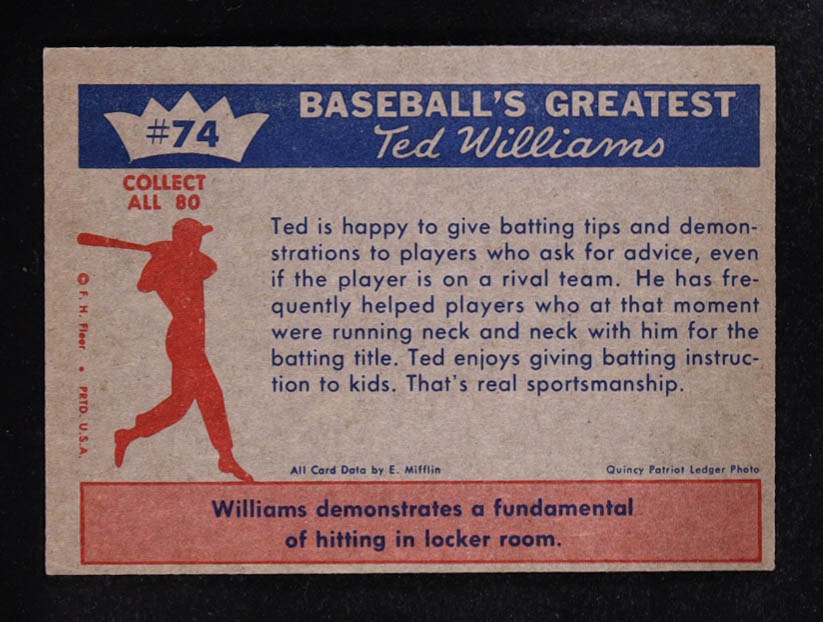 #74
BASEBALL'S GREATEST
Ted Williams
COLLECT
ALL 80
Ted is happy to give batting tips and demon-
strations to players who ask for advice, even
if the player is on a rival team. He has fre-
quently helped players who at that moment
were running neck and neck with him for the
batting title. Ted enjoys giving batting instruc-
tion to kids. That's real sportsmanship.
© F. H. Fleer • PRTD. U.S.A.
All Card Data by E. Mifflin
Quincy Patriot Ledger Photo
Williams demonstrates a fundamental
of hitting in locker room.